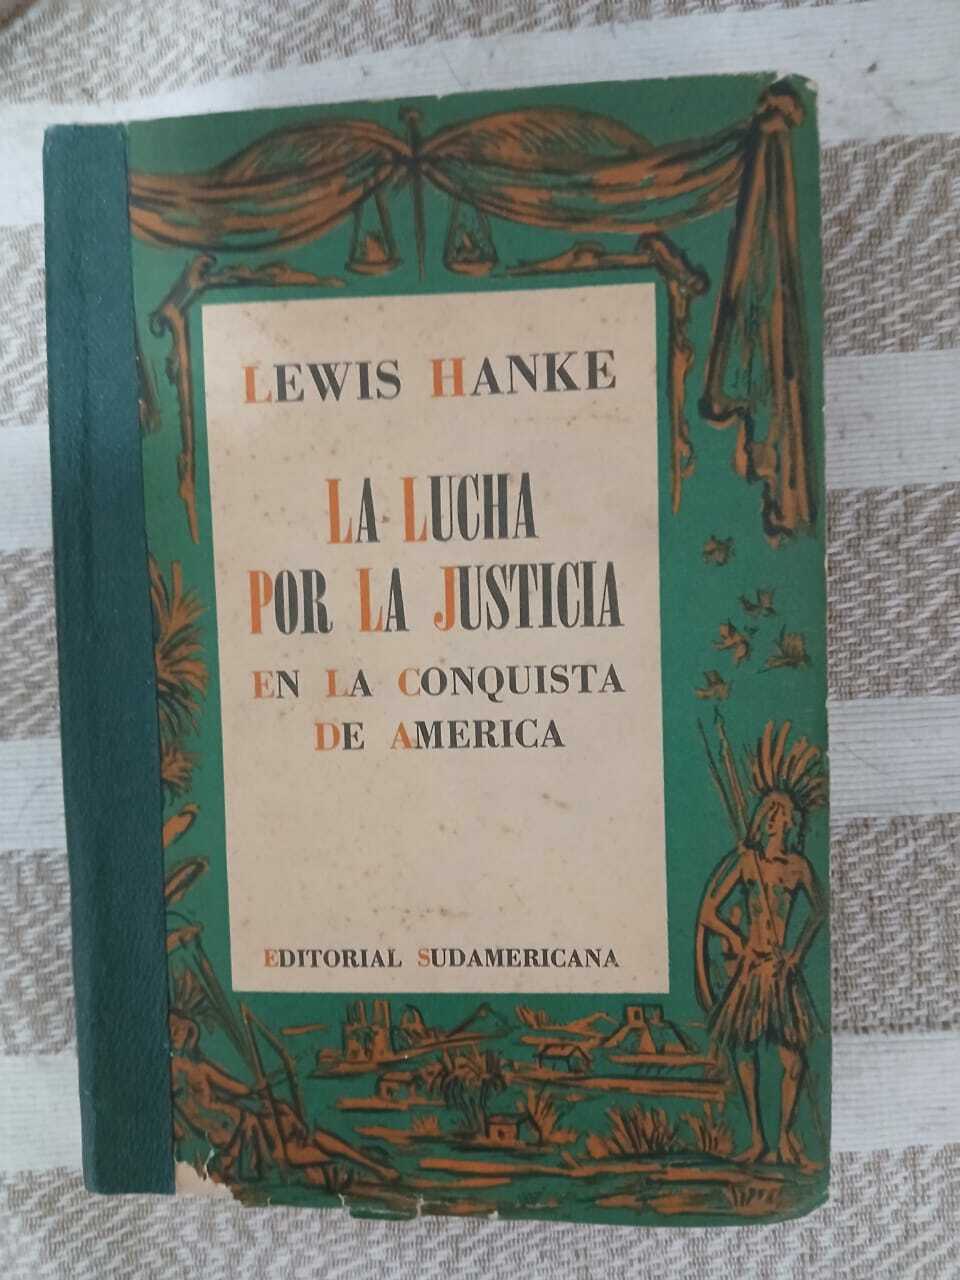 LEWIS HANKE
LA LUCHA
POR LA JUSTICIA
EN LA CONQUISTA
DE AMERICA
EDITORIAL SUDAMERICANA